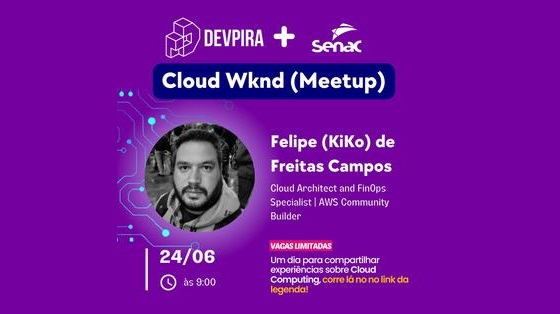 DEVPIRA + Senac
Cloud Wknd (Meetup)
Felipe (KiKo) de
Freitas Campos
Cloud Architect and FinOps
Specialist | AWS Community
Builder
24/06
às 9:00
VAGAS LIMITADAS
Um dia para compartilhar
experiências sobre Cloud
Computing, corre lá no no link da
legenda!